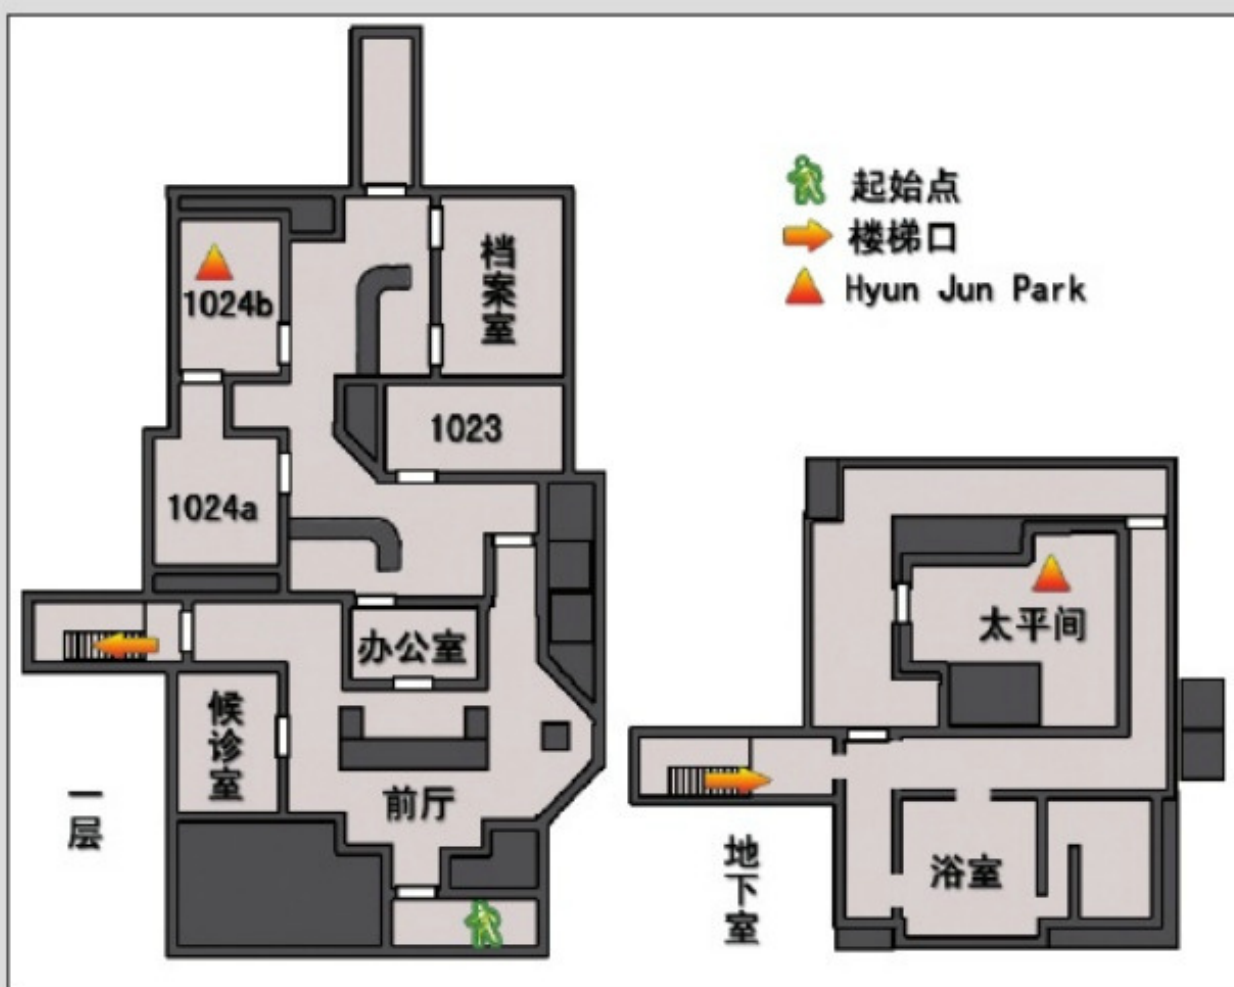 起始点
楼梯口
Hyun Jun Park
1024b
档案室
1023
1024a
办公室
候诊室
前厅
一层
太平间
浴室
地下室